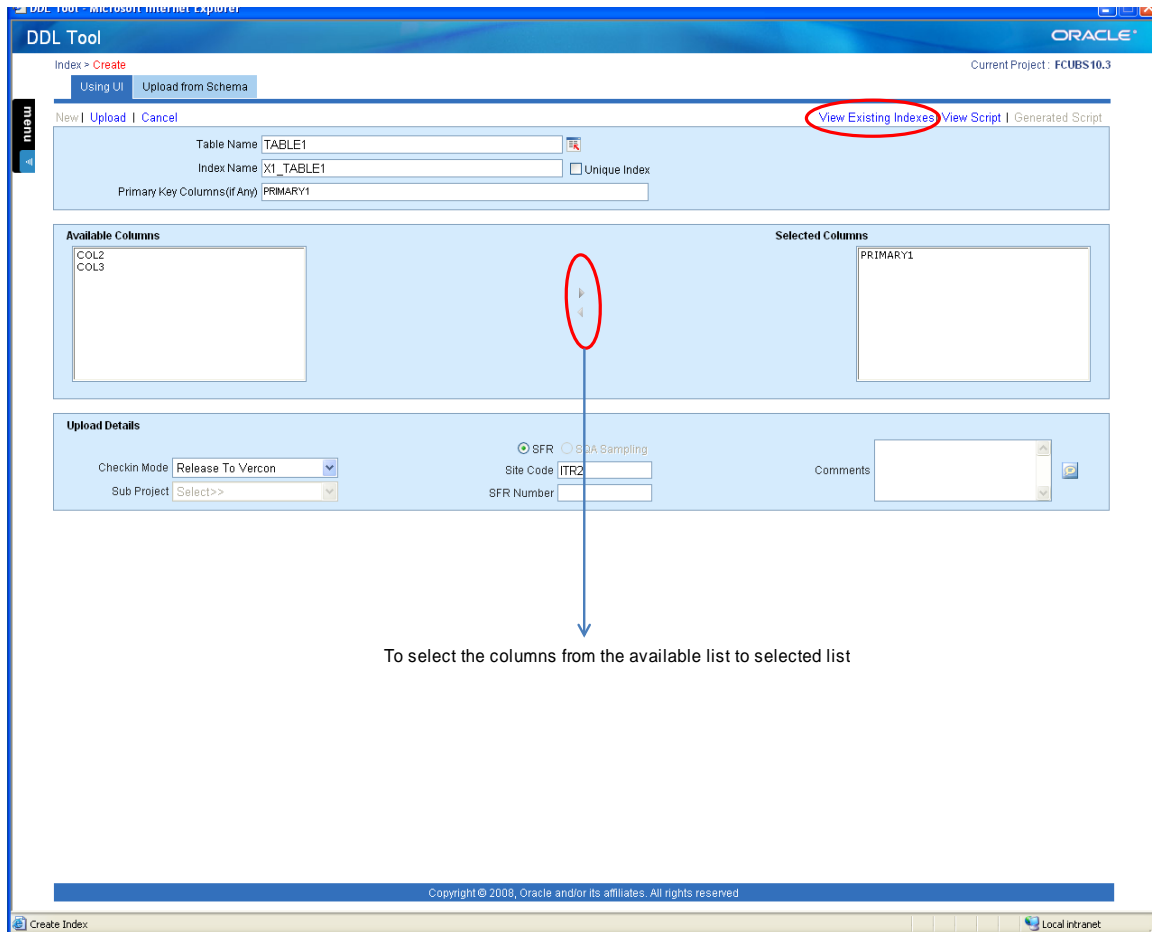 DDL Tool - Microsoft Internet Explorer
DDL Tool
ORACLE
Index > Create
Current Project : FCUBS10.3
Using UI
Upload from Schema
menu
New | Upload | Cancel
View Existing Indexes View Script | Generated Script
Table Name TABLE1
Index Name X1_TABLE1
Unique Index
Primary Key Columns(if Any) PRIMARY1
Available Columns
Selected Columns
COL2
COL3
PRIMARY1
Upload Details
SFR SQA Sampling
Checkin Mode Release To Vercon
Site Code ITR2
Comments
Sub Project Select>>
SFR Number
To select the columns from the available list to selected list
Copyright © 2008, Oracle and/or its affiliates. All rights reserved
Create Index
Local intranet